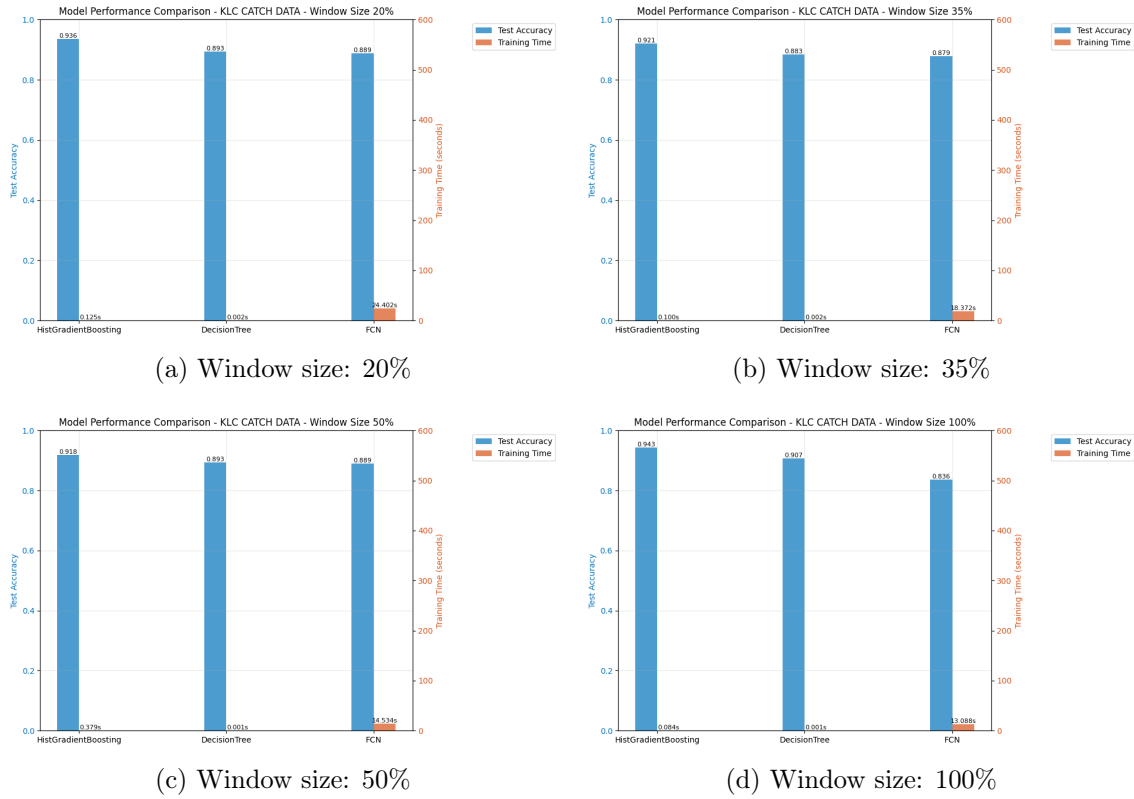 Model Performance Comparison - KLC CATCH DATA - Window Size 20%
1.0
0.8
0.6
0.4
0.2
0.0
Test Accuracy
0.936
0.125s
0.893
0.002s
0.889
24.402s
600
500
400
300
200
100
0
Training Time (seconds)
HistGradientBoosting
DecisionTree
FCN
Test Accuracy
Training Time
(a) Window size: 20%
Model Performance Comparison - KLC CATCH DATA - Window Size 35%
1.0
0.8
0.6
0.4
0.2
0.0
Test Accuracy
0.921
0.100s
0.883
0.002s
0.879
18.372s
600
500
400
300
200
100
0
Training Time (seconds)
HistGradientBoosting
DecisionTree
FCN
Test Accuracy
Training Time
(b) Window size: 35%
Model Performance Comparison - KLC CATCH DATA - Window Size 50%
1.0
0.8
0.6
0.4
0.2
0.0
Test Accuracy
0.918
0.379s
0.893
0.001s
0.889
14.534s
600
500
400
300
200
100
0
Training Time (seconds)
HistGradientBoosting
DecisionTree
FCN
Test Accuracy
Training Time
(c) Window size: 50%
Model Performance Comparison - KLC CATCH DATA - Window Size 100%
1.0
0.8
0.6
0.4
0.2
0.0
Test Accuracy
0.943
0.084s
0.907
0.001s
0.836
13.088s
600
500
400
300
200
100
0
Training Time (seconds)
HistGradientBoosting
DecisionTree
FCN
Test Accuracy
Training Time
(d) Window size: 100%